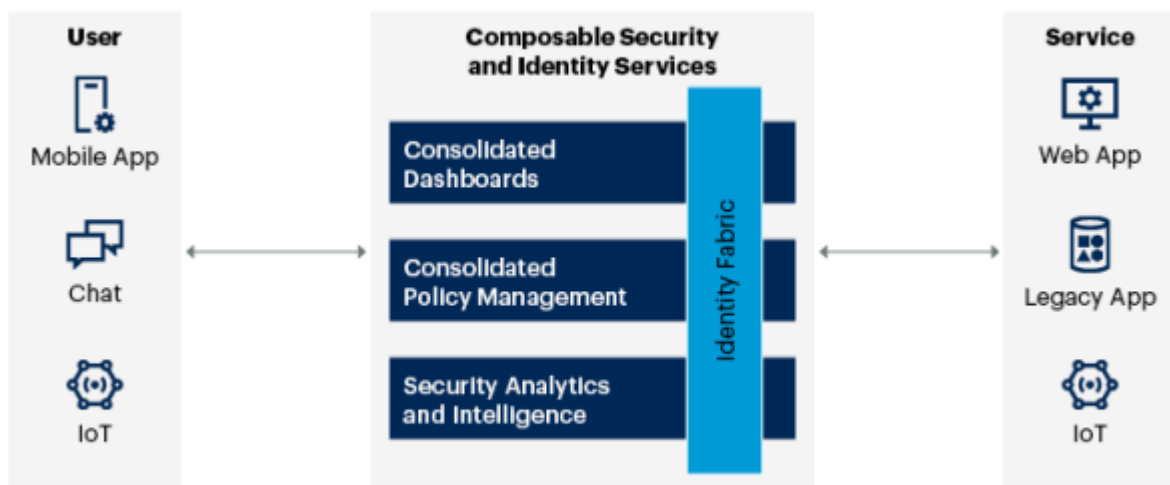 User
Mobile App
Chat
IoT
Composable Security
and Identity Services
Consolidated
Dashboards
Consolidated
Policy Management
Security Analytics
and Intelligence
Identity Fabric
Service
Web App
Legacy App
IoT